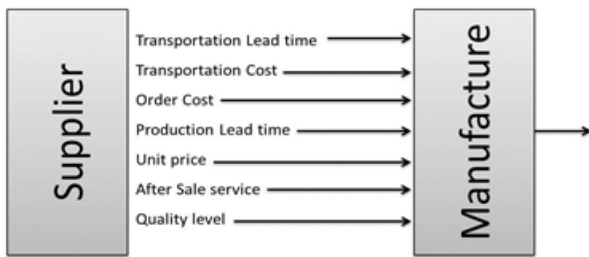 Supplier
Transportation Lead time
Transportation Cost
Order Cost
Production Lead time
Unit price
After Sale service
Quality level
Manufacture